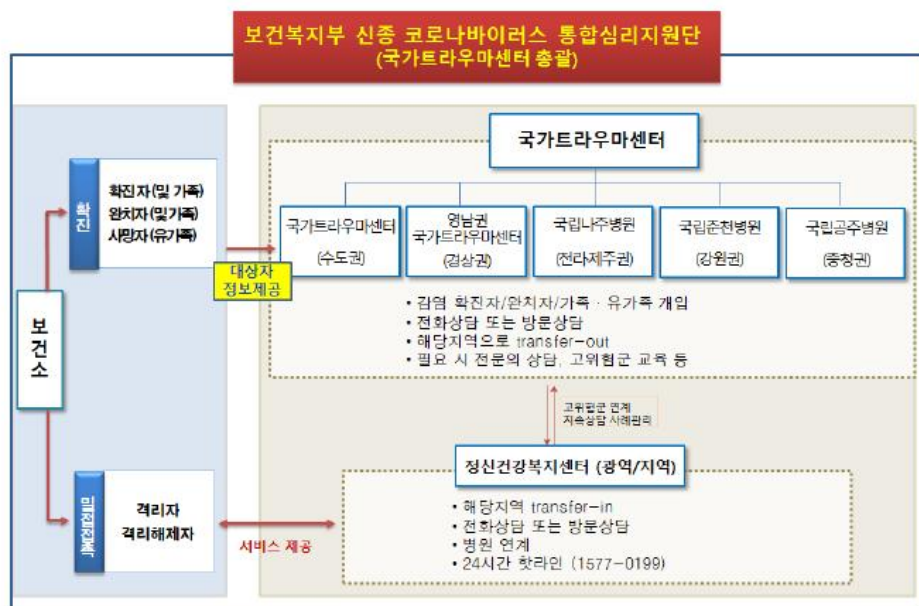 보건복지부 신종 코로나바이러스 통합심리지원단
(국가트라우마센터 총괄)
보건소
확진
확진자 (및 가족)
완치자 (및가족)
사망자 (유가족)
대상자
정보제공
국가트라우마센터
국가트라우마센터
(수도권)
영남권
국가트라우마센터
(경상권)
국립나주병원
(전라제주권)
국립춘천병원
(강원권)
국립공주병원
(충청권)
• 감염 확진자/완치자/가족 · 유가족 개입
• 전화상담 또는 방문상담
• 해당지역으로 transfer-out
• 필요 시 전문의 상담, 고위험군 교육 등
고위험군 연계
지속상담 사례관리
밀접접촉
격리자
격리해제자
서비스 제공
정신건강복지센터 (광역/지역)
• 해당지역 transfer-in
• 전화상담 또는 방문상담
• 병원 연계
• 24시간 핫라인 (1577-0199)